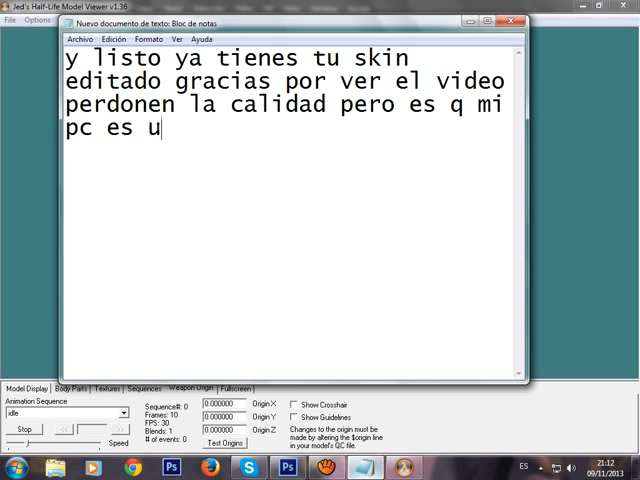 Jed's Half-Life Model Viewer v1.36
File Options
Nuevo documento de texto: Bloc de notas
Archivo Edición Formato Ver Ayuda
y listo ya tienes tu skin
editado gracias por ver el video
perdonen la calidad pero es q mi
pc es u
Model Display Body Parts Textures Sequences Weapon Origin Fullscreen
Animation Sequence
idle
Stop << >>
Speed
Sequence#: 0
Frames: 10
FPS: 30
Blends: 1
# of events: 0
0.000000 Origin X
0.000000 Origin Y
0.000000 Origin Z
Test Origins
Show Crosshair
Show Guidelines
Changes to the origin must be
made by altering the $origin line
in your model's QC file.
Ps
S
Ps
ES
21:12
09/11/2013